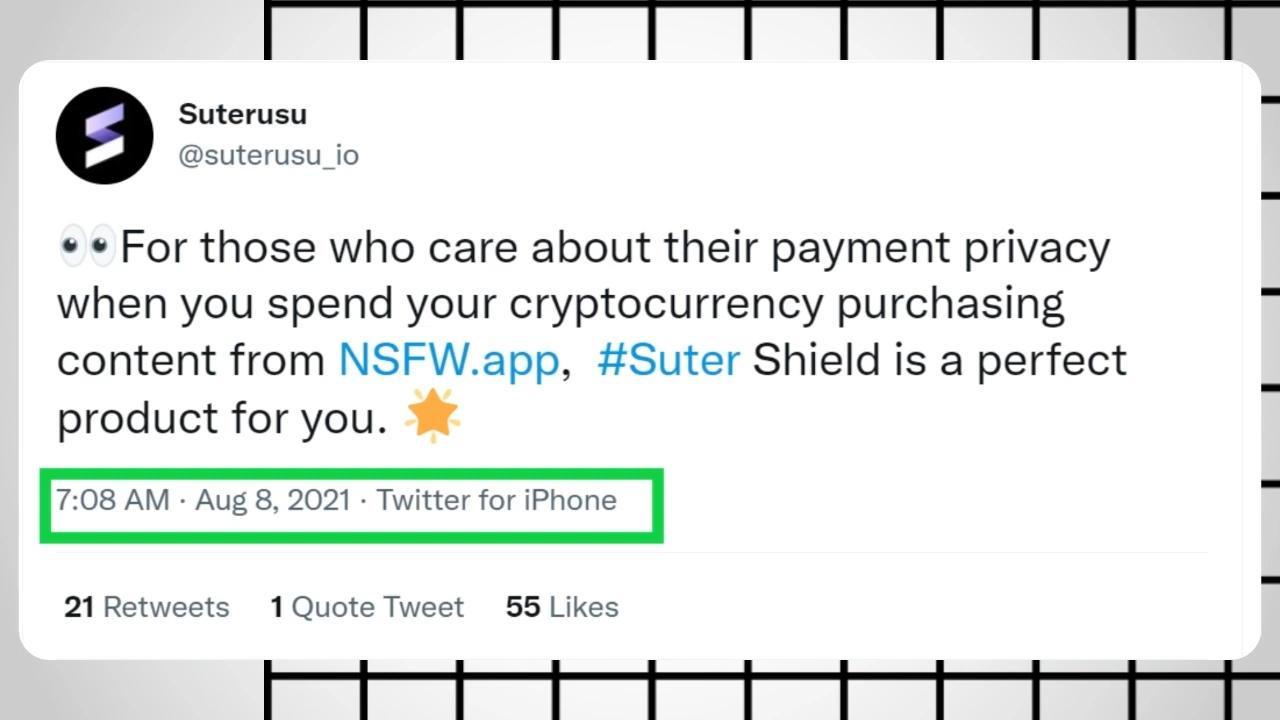 Suterusu
@suterusu_io
👀For those who care about their payment privacy
when you spend your cryptocurrency purchasing
content from NSFW.app, #Suter Shield is a perfect
product for you. 🌟
7:08 AM · Aug 8, 2021 · Twitter for iPhone
21 Retweets 1 Quote Tweet 55 Likes